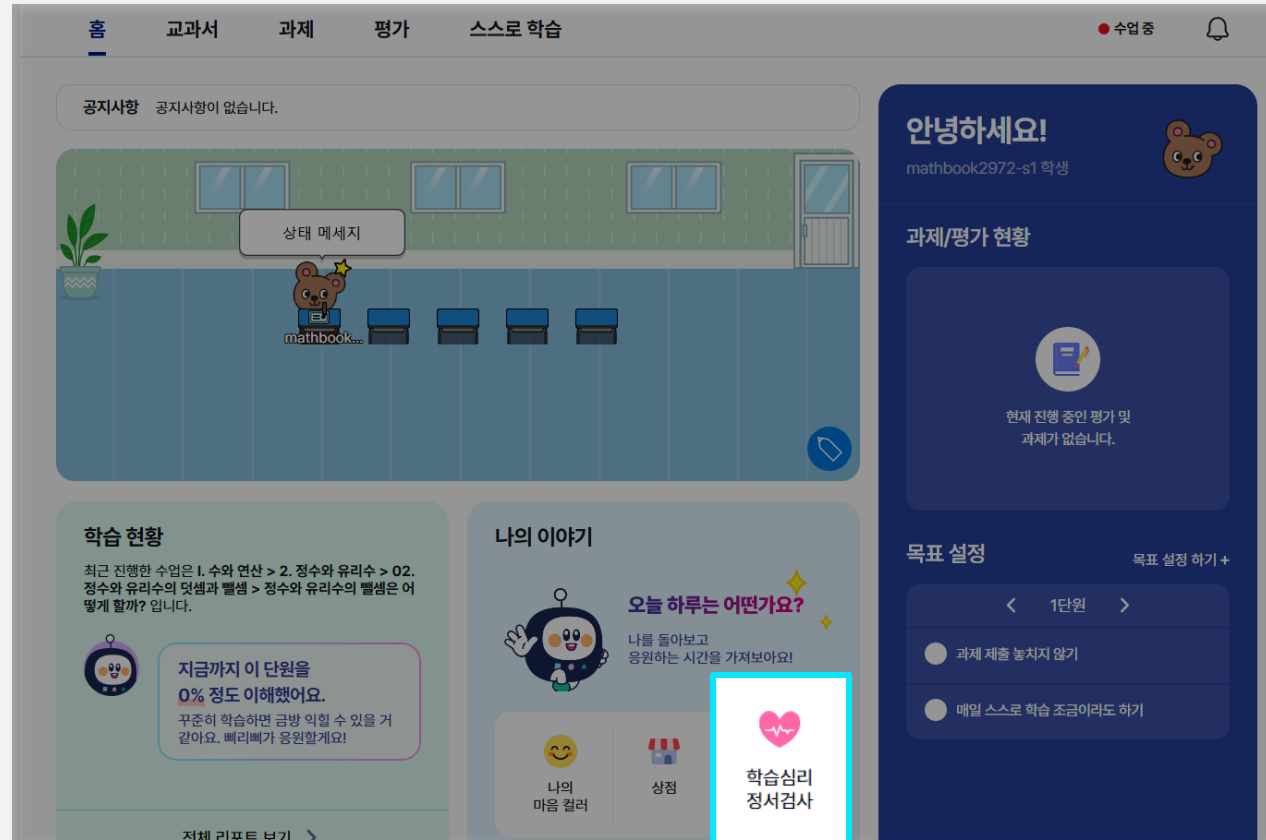 홈 교과서 과제 평가 스스로 학습 수업 중
공지사항 공지사항이 없습니다.
상태 메세지
mathbook...
안녕하세요!
mathbook2972-s1 학생
과제/평가 현황
현재 진행 중인 평가 및
과제가 없습니다.
목표 설정 목표 설정 하기 +
1단원
과제 제출 놓치지 않기
매일 스스로 학습 조금이라도 하기
학습 현황
최근 진행한 수업은 I. 수와 연산 > 2. 정수와 유리수 > 02.
정수와 유리수의 덧셈과 뺄셈 > 정수와 유리수의 뺄셈은 어
떻게 할까? 입니다.
지금까지 이 단원을
0% 정도 이해했어요.
꾸준히 학습하면 금방 익힐 수 있을 거
같아요. 삐리삐가 응원할게요!
전체 리포트 보기
나의 이야기
오늘 하루는 어떤가요?
나를 돌아보고
응원하는 시간을 가져보아요!
나의
마음 컬러
상점
학습심리
정서검사